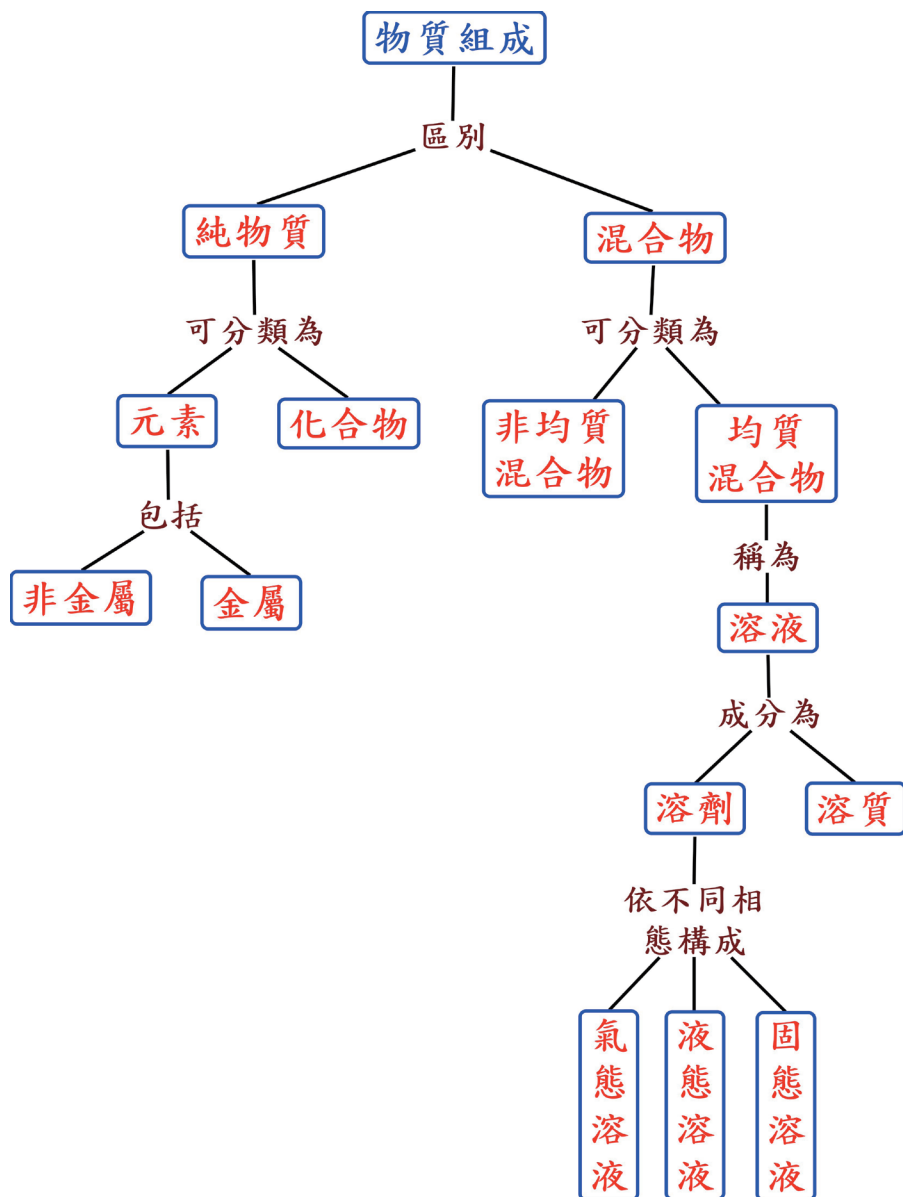 物質組成
區別
純物質
混合物
可分類為
可分類為
元素
化合物
非均質
混合物
均質
混合物
包括
稱為
非金屬
金屬
溶液
成分為
溶劑
溶質
依不同相
態構成
氣態溶液
液態溶液
固態溶液